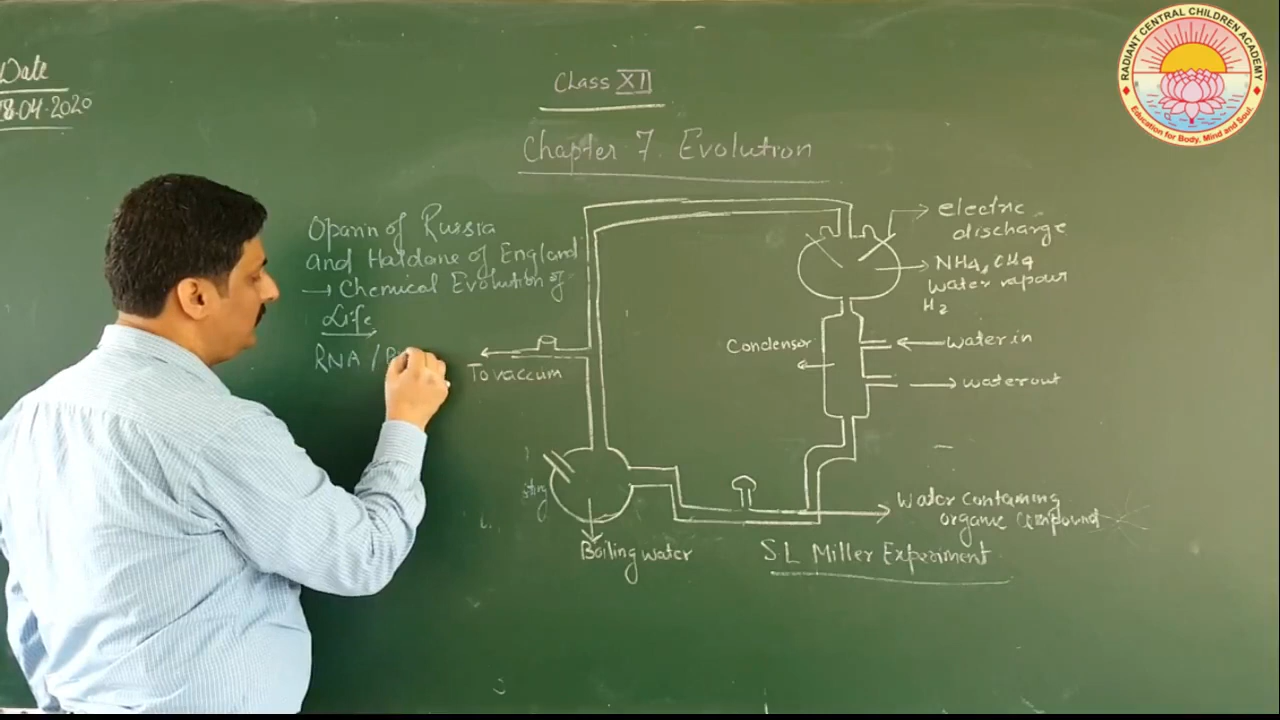 Date
28.04.2020
Class XI
Chapter 7. Evolution
Oparin of Russia
and Haldane of England
→ Chemical Evolution of
Life
RNA /
electric
discharge
NH4, CH4
water vapour
H2
Condensor
water in
water out
To vaccum
Boiling water
Water containing
organic compound
S L Miller Experiment
RADIANT CENTRAL CHILDREN ACADEMY
Education for Body, Mind and Soul.